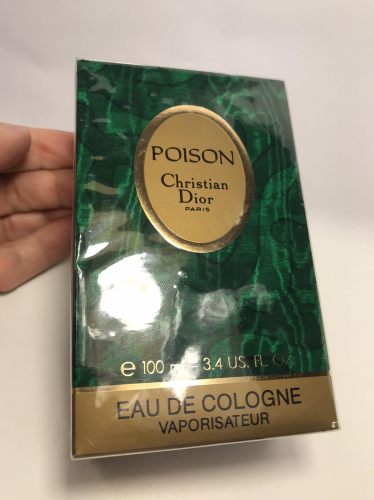 POISON
Christian
Dior
PARIS
e 100 ml - 3.4 US. FL. OZ
EAU DE COLOGNE
VAPORISATEUR